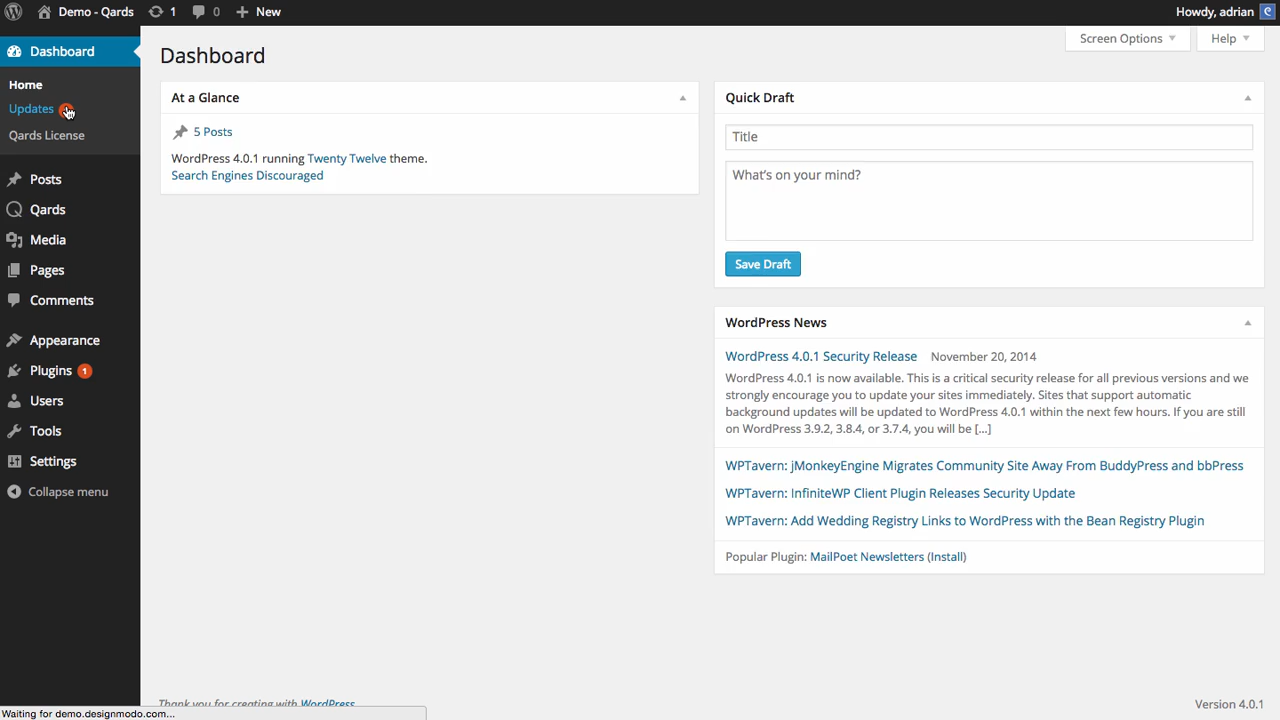 Demo - Qards 1 0 New Howdy, adrian
Dashboard
Home
Updates
Qards License
Posts
Qards
Media
Pages
Comments
Appearance
Plugins 1
Users
Tools
Settings
Collapse menu
Screen Options Help
Dashboard
At a Glance
5 Posts
WordPress 4.0.1 running Twenty Twelve theme.
Search Engines Discouraged
Quick Draft
Title
What's on your mind?
Save Draft
WordPress News
WordPress 4.0.1 Security Release November 20, 2014
WordPress 4.0.1 is now available. This is a critical security release for all previous versions and we
strongly encourage you to update your sites immediately. Sites that support automatic
background updates will be updated to WordPress 4.0.1 within the next few hours. If you are still
on WordPress 3.9.2, 3.8.4, or 3.7.4, you will be [...]
WPTavern: jMonkeyEngine Migrates Community Site Away From BuddyPress and bbPress
WPTavern: InfiniteWP Client Plugin Releases Security Update
WPTavern: Add Wedding Registry Links to WordPress with the Bean Registry Plugin
Popular Plugin: MailPoet Newsletters (Install)
Thank you for creating with WordPress
Version 4.0.1
Waiting for demo.designmodo.com...